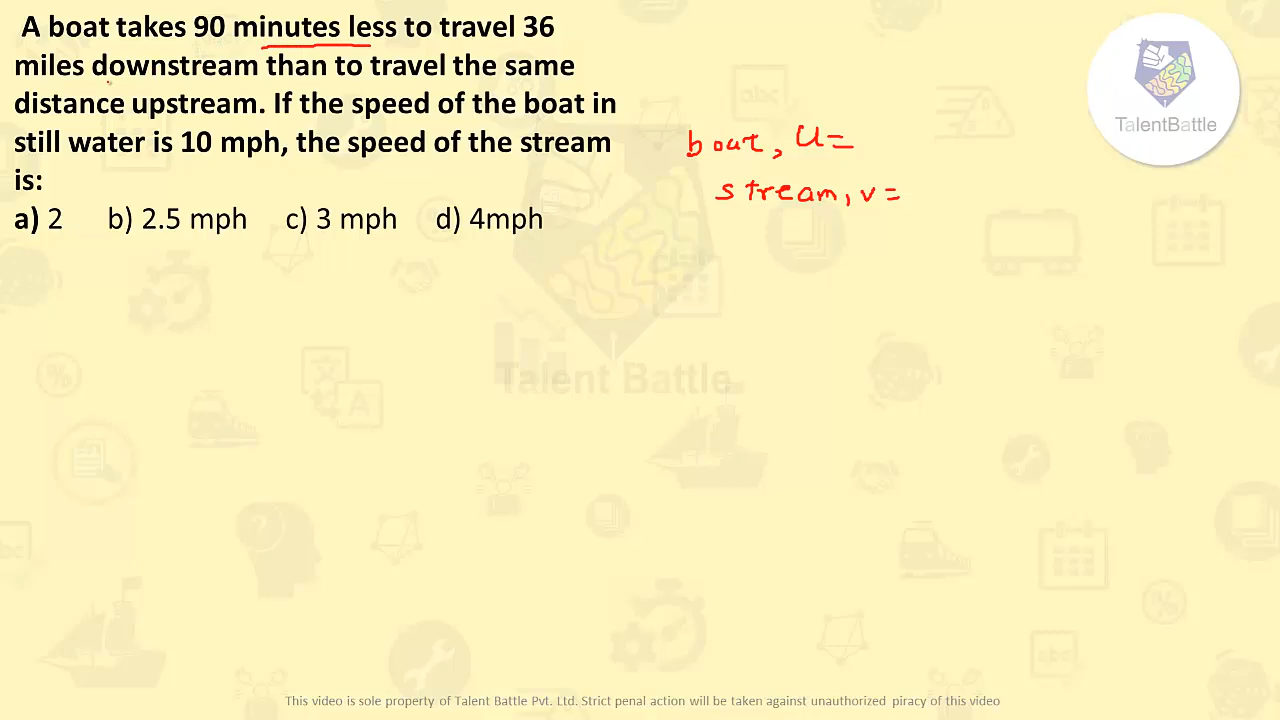 A boat takes 90 minutes less to travel 36
miles downstream than to travel the same
distance upstream. If the speed of the boat in
still water is 10 mph, the speed of the stream
is:
a) 2 b) 2.5 mph c) 3 mph d) 4mph
boat, u=
stream, v=
TalentBattle
Talent Battle
This video is sole property of Talent Battle Pvt. Ltd. Strict penal action will be taken against unauthorized piracy of this video